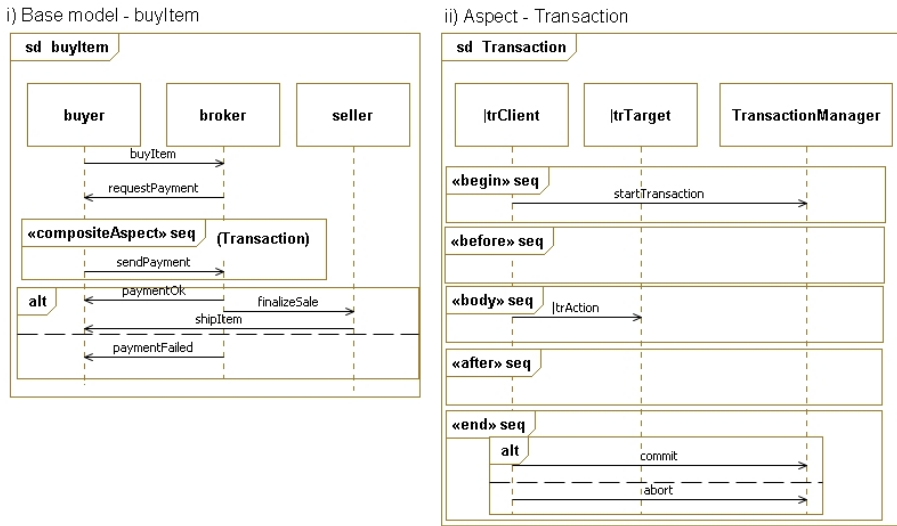 i) Base model - buyItem
sd buyItem
buyer
broker
seller
buyItem
requestPayment
«compositeAspect» seq
(Transaction)
sendPayment
alt
paymentOk
finalizeSale
shipItem
paymentFailed
ii) Aspect - Transaction
sd Transaction
|trClient
|trTarget
TransactionManager
«begin» seq
startTransaction
«before» seq
«body» seq
|trAction
«after» seq
«end» seq
alt
commit
abort